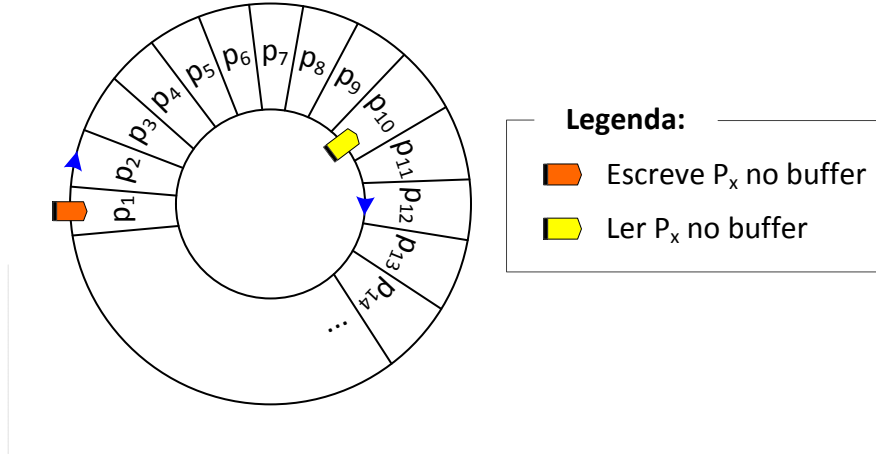 p₁
p₂
p₃
p₄
p₅
p₆
p₇
p₈
p₉
p₁₀
p₁₁
p₁₂
p₁₃
p₁₄
...
Legenda:
Escreve Pₓ no buffer
Ler Pₓ no buffer